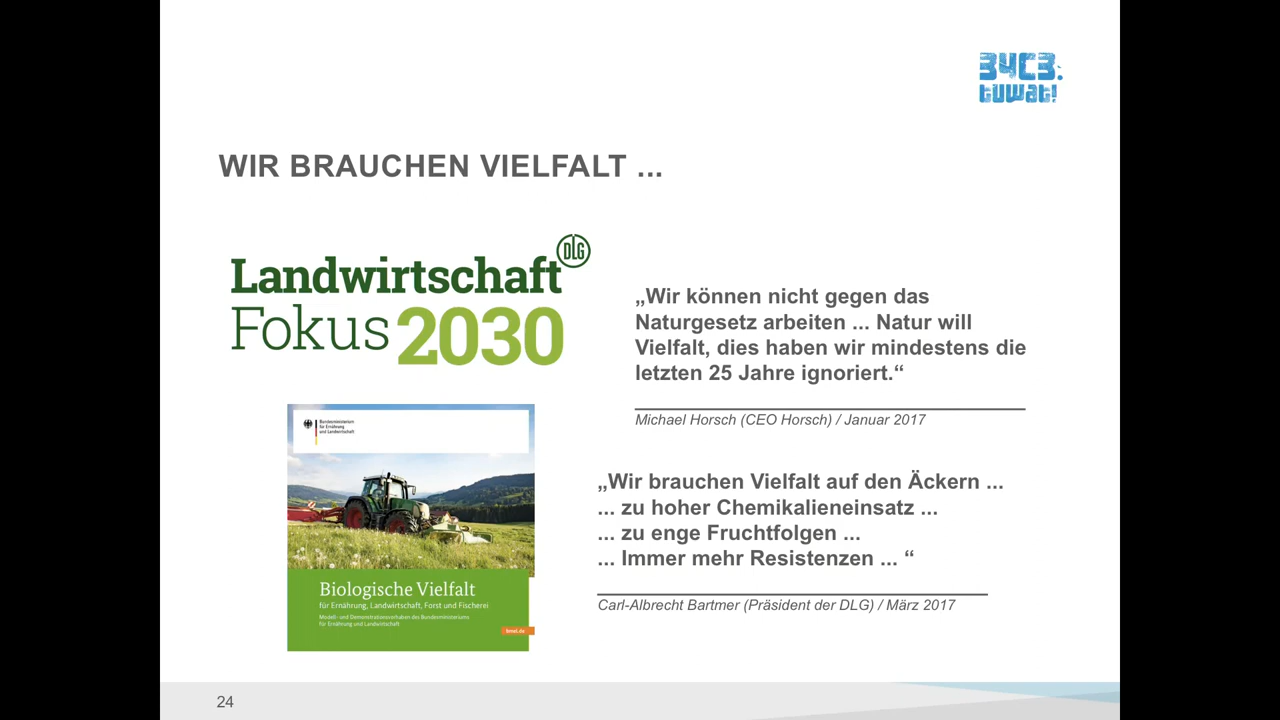 34C3.
tuwat!
WIR BRAUCHEN VIELFALT ...
DLG
Landwirtschaft
Fokus 2030
„Wir können nicht gegen das
Naturgesetz arbeiten ... Natur will
Vielfalt, dies haben wir mindestens die
letzten 25 Jahre ignoriert.“
Michael Horsch (CEO Horsch) / Januar 2017
Bundesministerium
für Ernährung
und Landwirtschaft
Biologische Vielfalt
für Ernährung, Landwirtschaft, Forst und Fischerei
Modell- und Demonstrationsvorhaben des Bundesministeriums
für Ernährung und Landwirtschaft
bmel.de
„Wir brauchen Vielfalt auf den Äckern ...
... zu hoher Chemikalieneinsatz ...
... zu enge Fruchtfolgen ...
... Immer mehr Resistenzen ... “
Carl-Albrecht Bartmer (Präsident der DLG) / März 2017
24